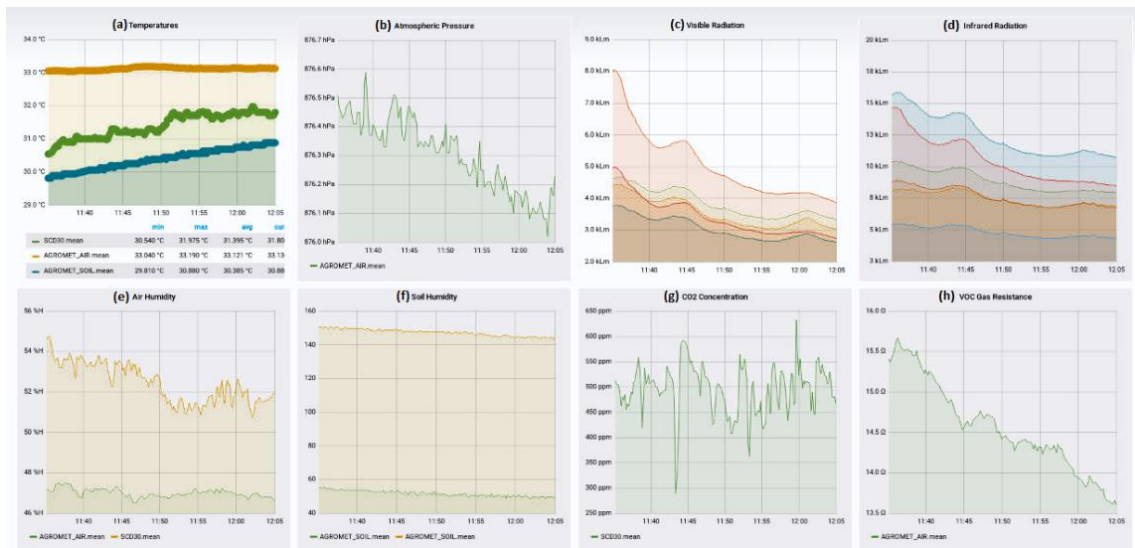 (a) Temperatures
34.0 °C
33.0 °C
32.0 °C
31.0 °C
30.0 °C
29.0 °C
11:40 11:45 11:50 11:55 12:00 12:05
min max avg
SCD30.mean 30.540 °C 31.975 °C 31.395 °C 31.80
AGROMET_AIR.mean 33.040 °C 33.190 °C 33.121 °C 33.13
AGROMET_SOIL.mean 29.810 °C 30.880 °C 30.385 °C 30.88
(b) Atmospheric Pressure
876.7 hPa
876.6 hPa
876.5 hPa
876.4 hPa
876.3 hPa
876.2 hPa
876.1 hPa
876.0 hPa
11:40 11:45 11:50 11:55 12:00 12:05
AGROMET_AIR.mean
(c) Visible Radiation
9.0 kLm
8.0 kLm
7.0 kLm
6.0 kLm
5.0 kLm
4.0 kLm
3.0 kLm
2.0 kLm
11:40 11:45 11:50 11:55 12:00 12:05
(d) Infrared Radiation
20 kLm
18 kLm
15 kLm
13 kLm
10 kLm
8 kLm
5 kLm
3 kLm
11:40 11:45 11:50 11:55 12:00 12:05
(e) Air Humidity
56 %H
54 %H
52 %H
50 %H
48 %H
46 %H
11:40 11:45 11:50 11:55 12:00 12:05
AGROMET_AIR.mean SCD30.mean
(f) Soil Humidity
160
140
120
100
80
60
40
11:40 11:45 11:50 11:55 12:00 12:05
AGROMET_SOIL.mean AGROMET_SOIL.mean
(g) CO2 Concentration
650 ppm
600 ppm
550 ppm
500 ppm
450 ppm
400 ppm
350 ppm
300 ppm
250 ppm
11:40 11:45 11:50 11:55 12:00 12:05
SCD30.mean
(h) VOC Gas Resistance
16.0 Ω
15.5 Ω
15.0 Ω
14.5 Ω
14.0 Ω
13.5 Ω
11:40 11:45 11:50 11:55 12:00 12:05
AGROMET_AIR.mean